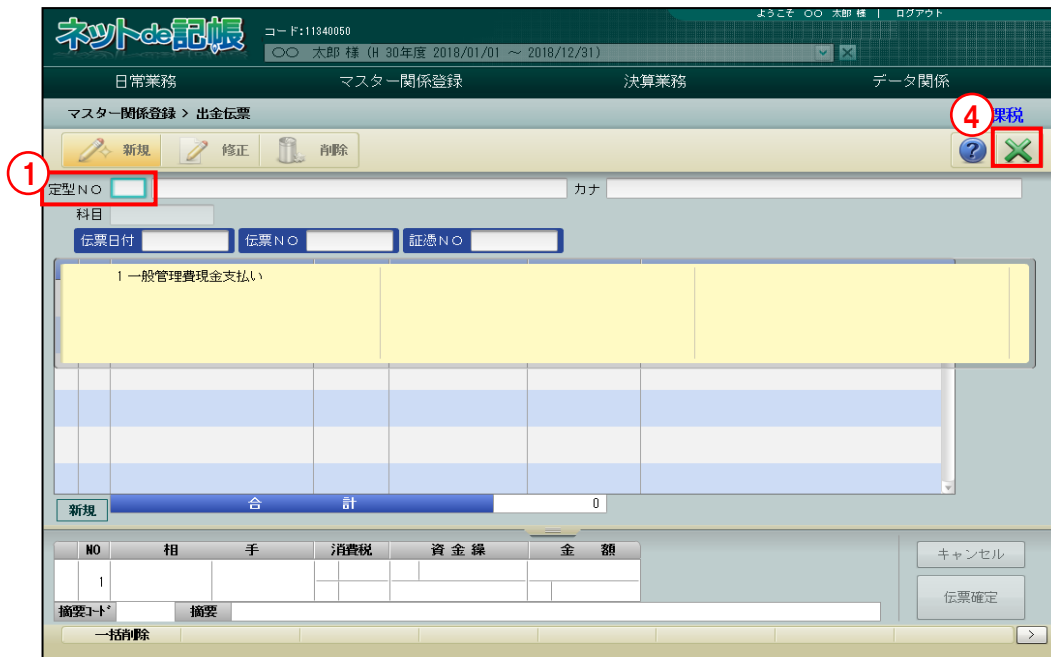 ようこそ ○○ 太郎 様 | ログアウト
ネットde記帳
コード:11340050
○○ 太郎 様 (H 30年度 2018/01/01 ～ 2018/12/31)
日常業務 マスター関係登録 決算業務 データ関係
マスター関係登録 > 出金伝票
4 課税
新規 修正 削除 ?
1
定型NO カナ
科目
伝票日付 伝票NO 証憑NO
1 一般管理費現金支払い
新規 合計 0
NO 相手 消費税 資金繰 金額
キャンセル
1
伝票確定
摘要コード 摘要
一括削除 >